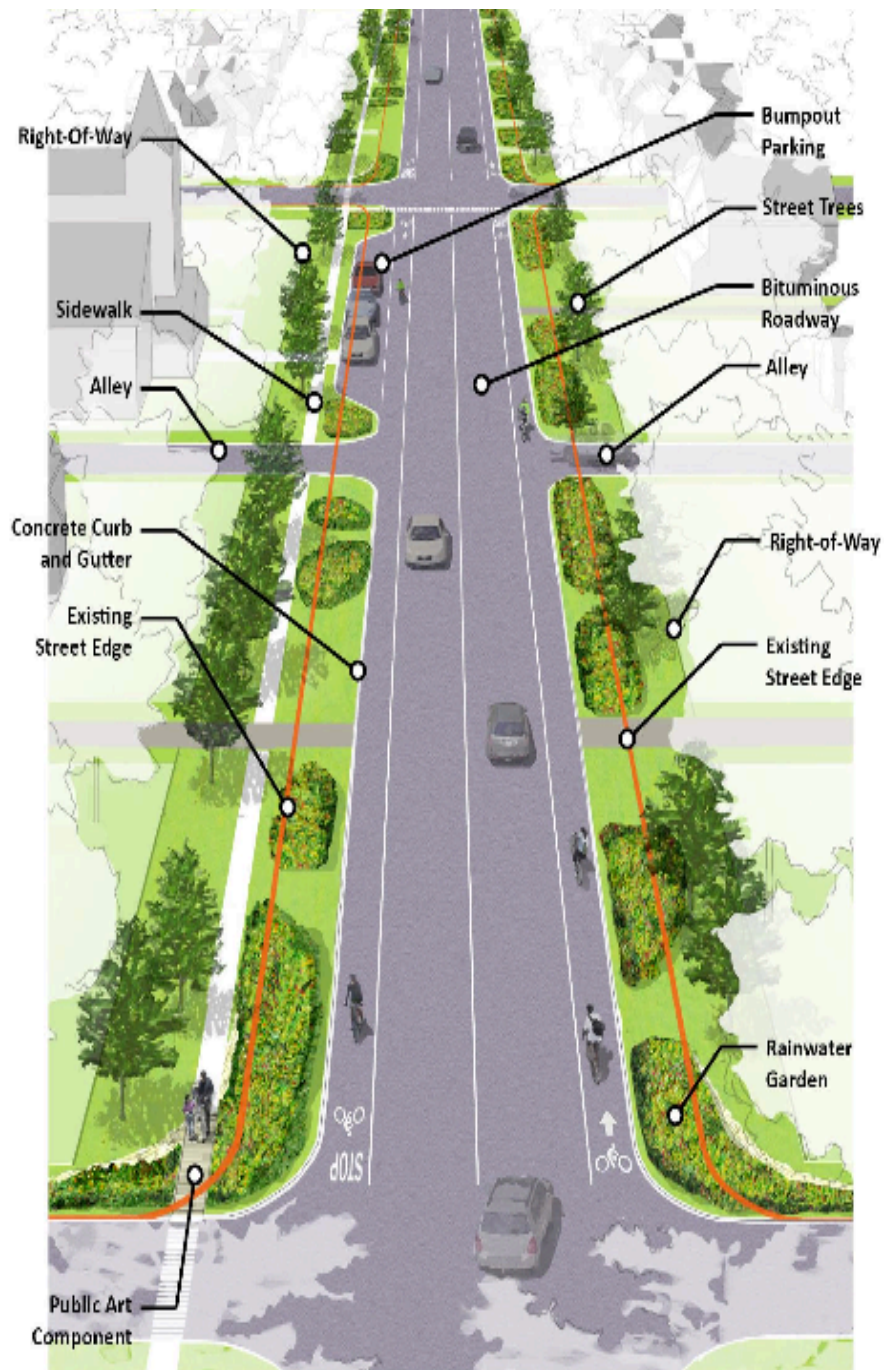 Right-Of-Way
Sidewalk
Alley
Concrete Curb
and Gutter
Existing
Street Edge
Public Art
Component
Bumpout
Parking
Street Trees
Bituminous
Roadway
Alley
Right-of-Way
Existing
Street Edge
Rainwater
Garden
STOP